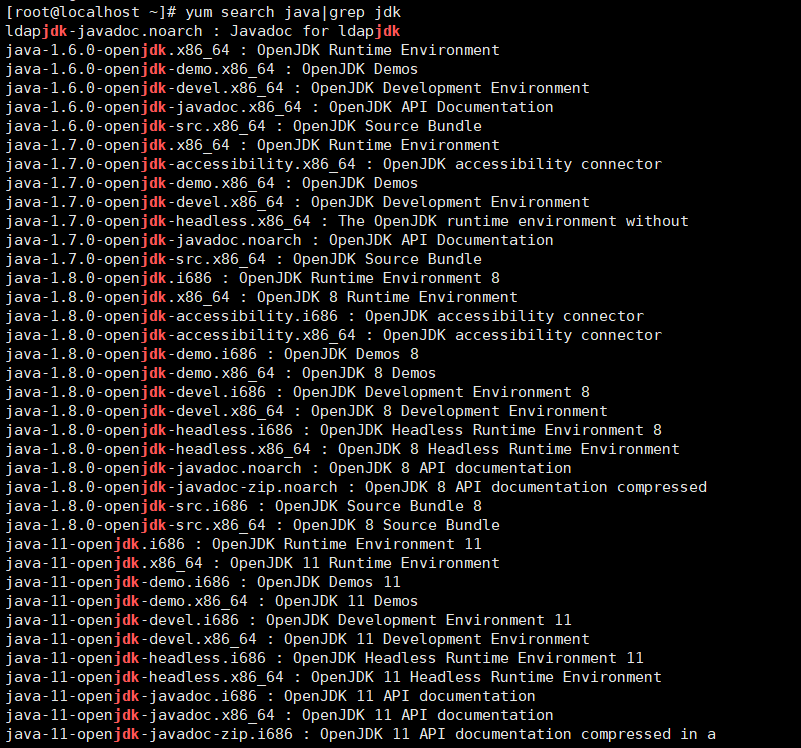 [root@localhost ~]# yum search java|grep jdk
ldapjdk-javadoc.noarch : Javadoc for ldapjdk
java-1.6.0-openjdk.x86_64 : OpenJDK Runtime Environment
java-1.6.0-openjdk-demo.x86_64 : OpenJDK Demos
java-1.6.0-openjdk-devel.x86_64 : OpenJDK Development Environment
java-1.6.0-openjdk-javadoc.x86_64 : OpenJDK API Documentation
java-1.6.0-openjdk-src.x86_64 : OpenJDK Source Bundle
java-1.7.0-openjdk.x86_64 : OpenJDK Runtime Environment
java-1.7.0-openjdk-accessibility.x86_64 : OpenJDK accessibility connector
java-1.7.0-openjdk-demo.x86_64 : OpenJDK Demos
java-1.7.0-openjdk-devel.x86_64 : OpenJDK Development Environment
java-1.7.0-openjdk-headless.x86_64 : The OpenJDK runtime environment without
java-1.7.0-openjdk-javadoc.noarch : OpenJDK API Documentation
java-1.7.0-openjdk-src.x86_64 : OpenJDK Source Bundle
java-1.8.0-openjdk.i686 : OpenJDK Runtime Environment 8
java-1.8.0-openjdk.x86_64 : OpenJDK 8 Runtime Environment
java-1.8.0-openjdk-accessibility.i686 : OpenJDK accessibility connector
java-1.8.0-openjdk-accessibility.x86_64 : OpenJDK accessibility connector
java-1.8.0-openjdk-demo.i686 : OpenJDK Demos 8
java-1.8.0-openjdk-demo.x86_64 : OpenJDK 8 Demos
java-1.8.0-openjdk-devel.i686 : OpenJDK Development Environment 8
java-1.8.0-openjdk-devel.x86_64 : OpenJDK 8 Development Environment
java-1.8.0-openjdk-headless.i686 : OpenJDK Headless Runtime Environment 8
java-1.8.0-openjdk-headless.x86_64 : OpenJDK 8 Headless Runtime Environment
java-1.8.0-openjdk-javadoc.noarch : OpenJDK 8 API documentation
java-1.8.0-openjdk-javadoc-zip.noarch : OpenJDK 8 API documentation compressed
java-1.8.0-openjdk-src.i686 : OpenJDK Source Bundle 8
java-1.8.0-openjdk-src.x86_64 : OpenJDK 8 Source Bundle
java-11-openjdk.i686 : OpenJDK Runtime Environment 11
java-11-openjdk.x86_64 : OpenJDK 11 Runtime Environment
java-11-openjdk-demo.i686 : OpenJDK Demos 11
java-11-openjdk-demo.x86_64 : OpenJDK 11 Demos
java-11-openjdk-devel.i686 : OpenJDK Development Environment 11
java-11-openjdk-devel.x86_64 : OpenJDK 11 Development Environment
java-11-openjdk-headless.i686 : OpenJDK Headless Runtime Environment 11
java-11-openjdk-headless.x86_64 : OpenJDK 11 Headless Runtime Environment
java-11-openjdk-javadoc.i686 : OpenJDK 11 API documentation
java-11-openjdk-javadoc.x86_64 : OpenJDK 11 API documentation
java-11-openjdk-javadoc-zip.i686 : OpenJDK 11 API documentation compressed in a